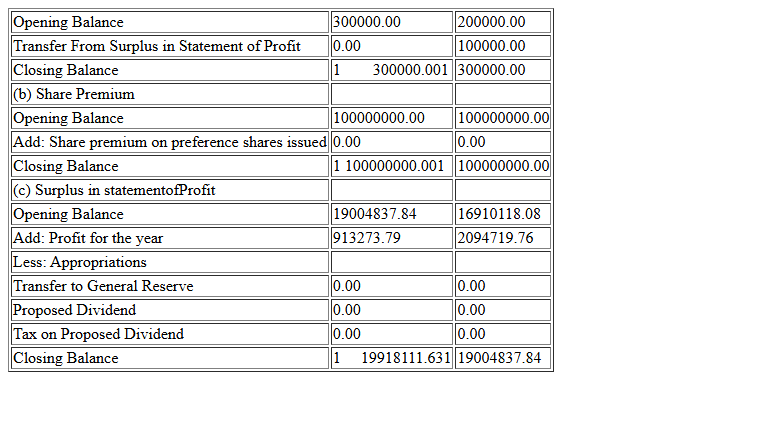 Opening Balance 300000.00 200000.00
Transfer From Surplus in Statement of Profit 0.00 100000.00
Closing Balance 1 300000.001 300000.00
(b) Share Premium
Opening Balance 100000000.00 100000000.00
Add: Share premium on preference shares issued 0.00 0.00
Closing Balance 1 100000000.001 100000000.00
(c) Surplus in statementofProfit
Opening Balance 19004837.84 16910118.08
Add: Profit for the year 913273.79 2094719.76
Less: Appropriations
Transfer to General Reserve 0.00 0.00
Proposed Dividend 0.00 0.00
Tax on Proposed Dividend 0.00 0.00
Closing Balance 1 19918111.631 19004837.84